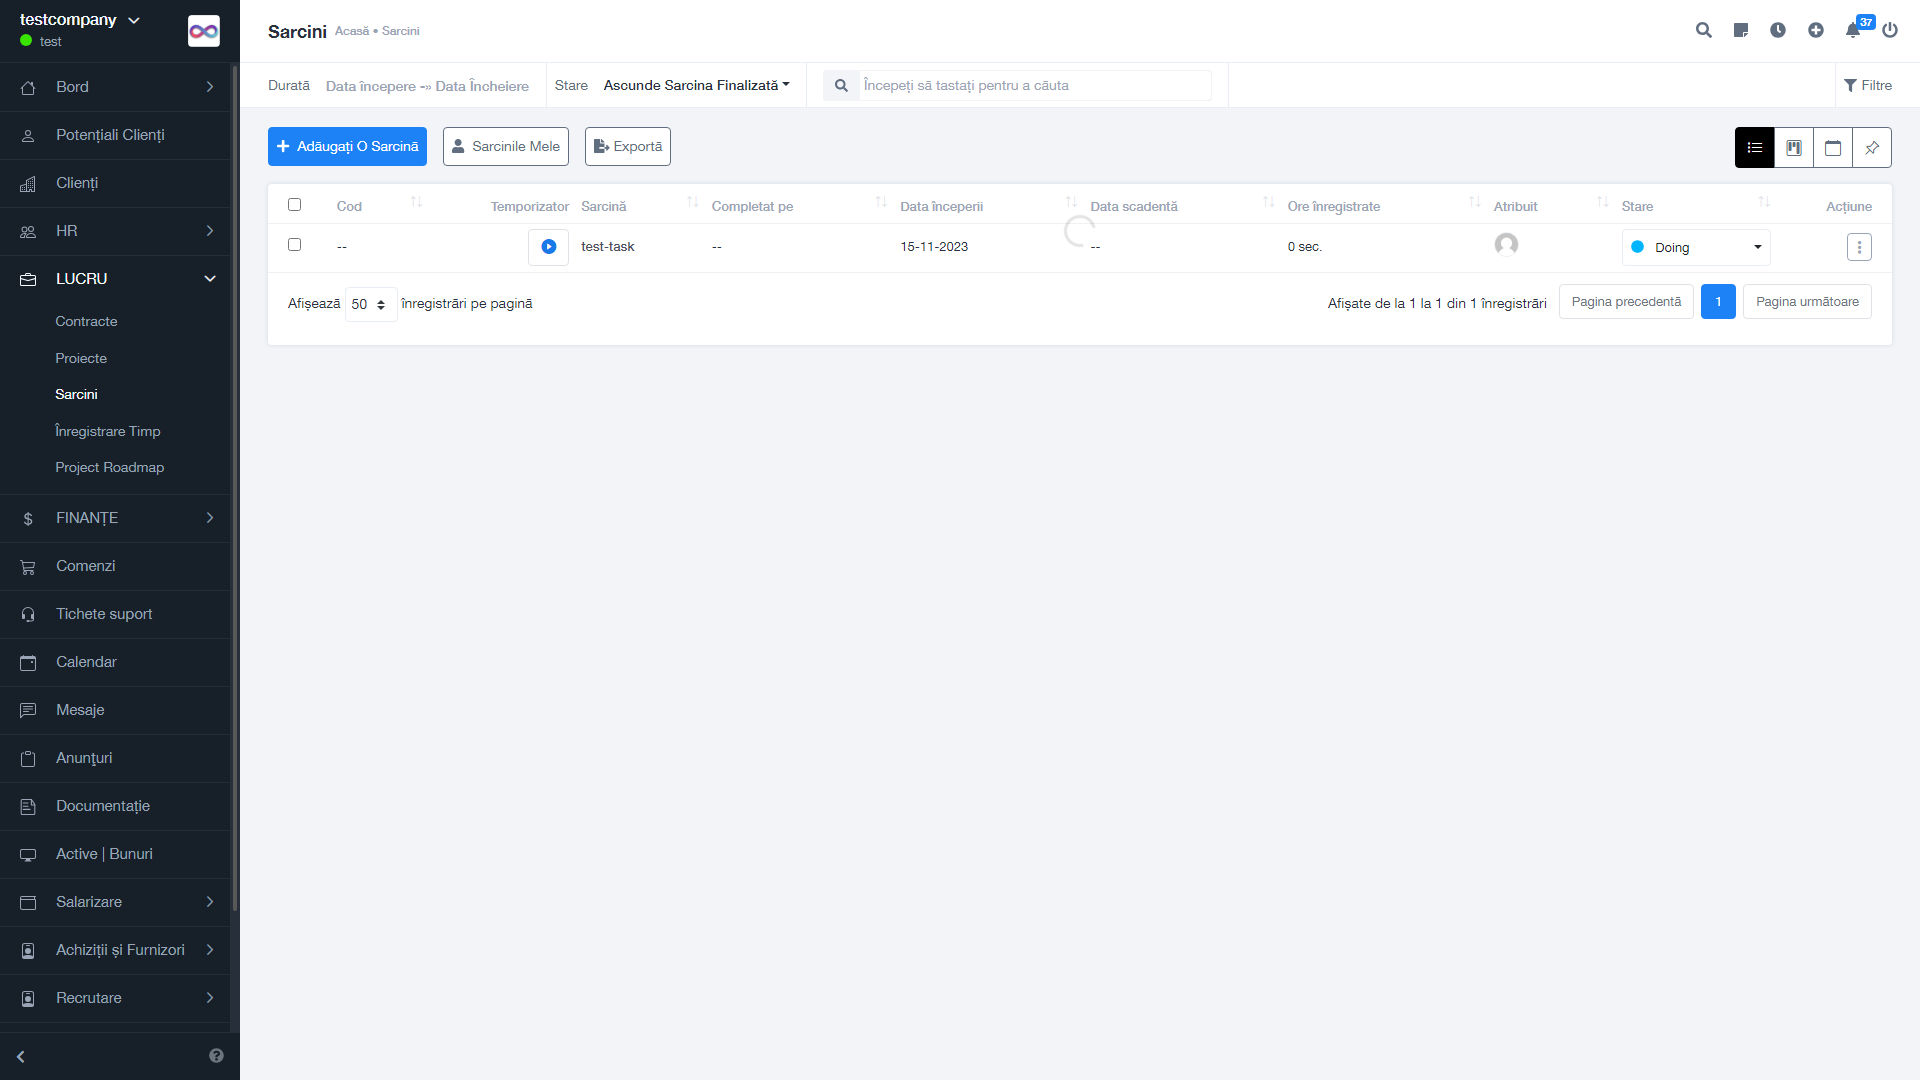 testcompany
test
Bord
Potențiali Clienți
Clienți
HR
LUCRU
Contracte
Proiecte
Sarcini
Înregistrare Timp
Project Roadmap
FINANȚE
Comenzi
Tichete suport
Calendar
Mesaje
Anunțuri
Documentație
Active | Bunuri
Salarizare
Achiziții și Furnizori
Recrutare
Sarcini Acasă • Sarcini
37
Durată Data începere -» Data Încheiere Stare Ascunde Sarcina Finalizată Începeți să tastați pentru a căuta Filtre
Adăugați O Sarcină Sarcinile Mele Exportă
Cod Temporizator Sarcină Completat pe Data începerii Data scadentă Ore înregistrate Atribuit Stare Acțiune
-- test-task -- 15-11-2023 -- 0 sec. Doing
Afișează 50 înregistrări pe pagină Afișate de la 1 la 1 din 1 înregistrări Pagina precedentă 1 Pagina următoare